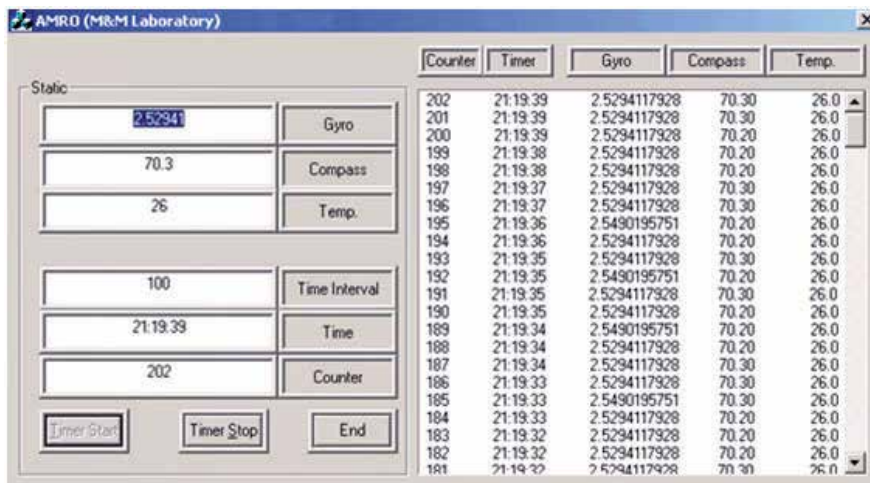 AMRO (M&M Laboratory)
Counter Timer Gyro Compass Temp.
Static
2.52941 Gyro
70.3 Compass
26 Temp.
100 Time Interval
21:19:39 Time
202 Counter
Timer Start Timer Stop End
202 21:19:39 2.5294117928 70.30 26.0
201 21:19:39 2.5294117928 70.30 26.0
200 21:19:39 2.5294117928 70.20 26.0
199 21:19:38 2.5294117928 70.20 26.0
198 21:19:38 2.5294117928 70.20 26.0
197 21:19:37 2.5294117928 70.30 26.0
196 21:19:37 2.5294117928 70.30 26.0
195 21:19:36 2.5490195751 70.20 26.0
194 21:19:36 2.5294117928 70.20 26.0
193 21:19:35 2.5294117928 70.30 26.0
192 21:19:35 2.5490195751 70.20 26.0
191 21:19:35 2.5294117928 70.30 26.0
190 21:19:35 2.5294117928 70.20 26.0
189 21:19:34 2.5490195751 70.20 26.0
188 21:19:34 2.5294117928 70.20 26.0
187 21:19:34 2.5294117928 70.30 26.0
186 21:19:33 2.5294117928 70.30 26.0
185 21:19:33 2.5490195751 70.30 26.0
184 21:19:33 2.5294117928 70.20 26.0
183 21:19:32 2.5294117928 70.20 26.0
182 21:19:32 2.5294117928 70.20 26.0
181 21:19:32 2.5294117928 70.30 26.0